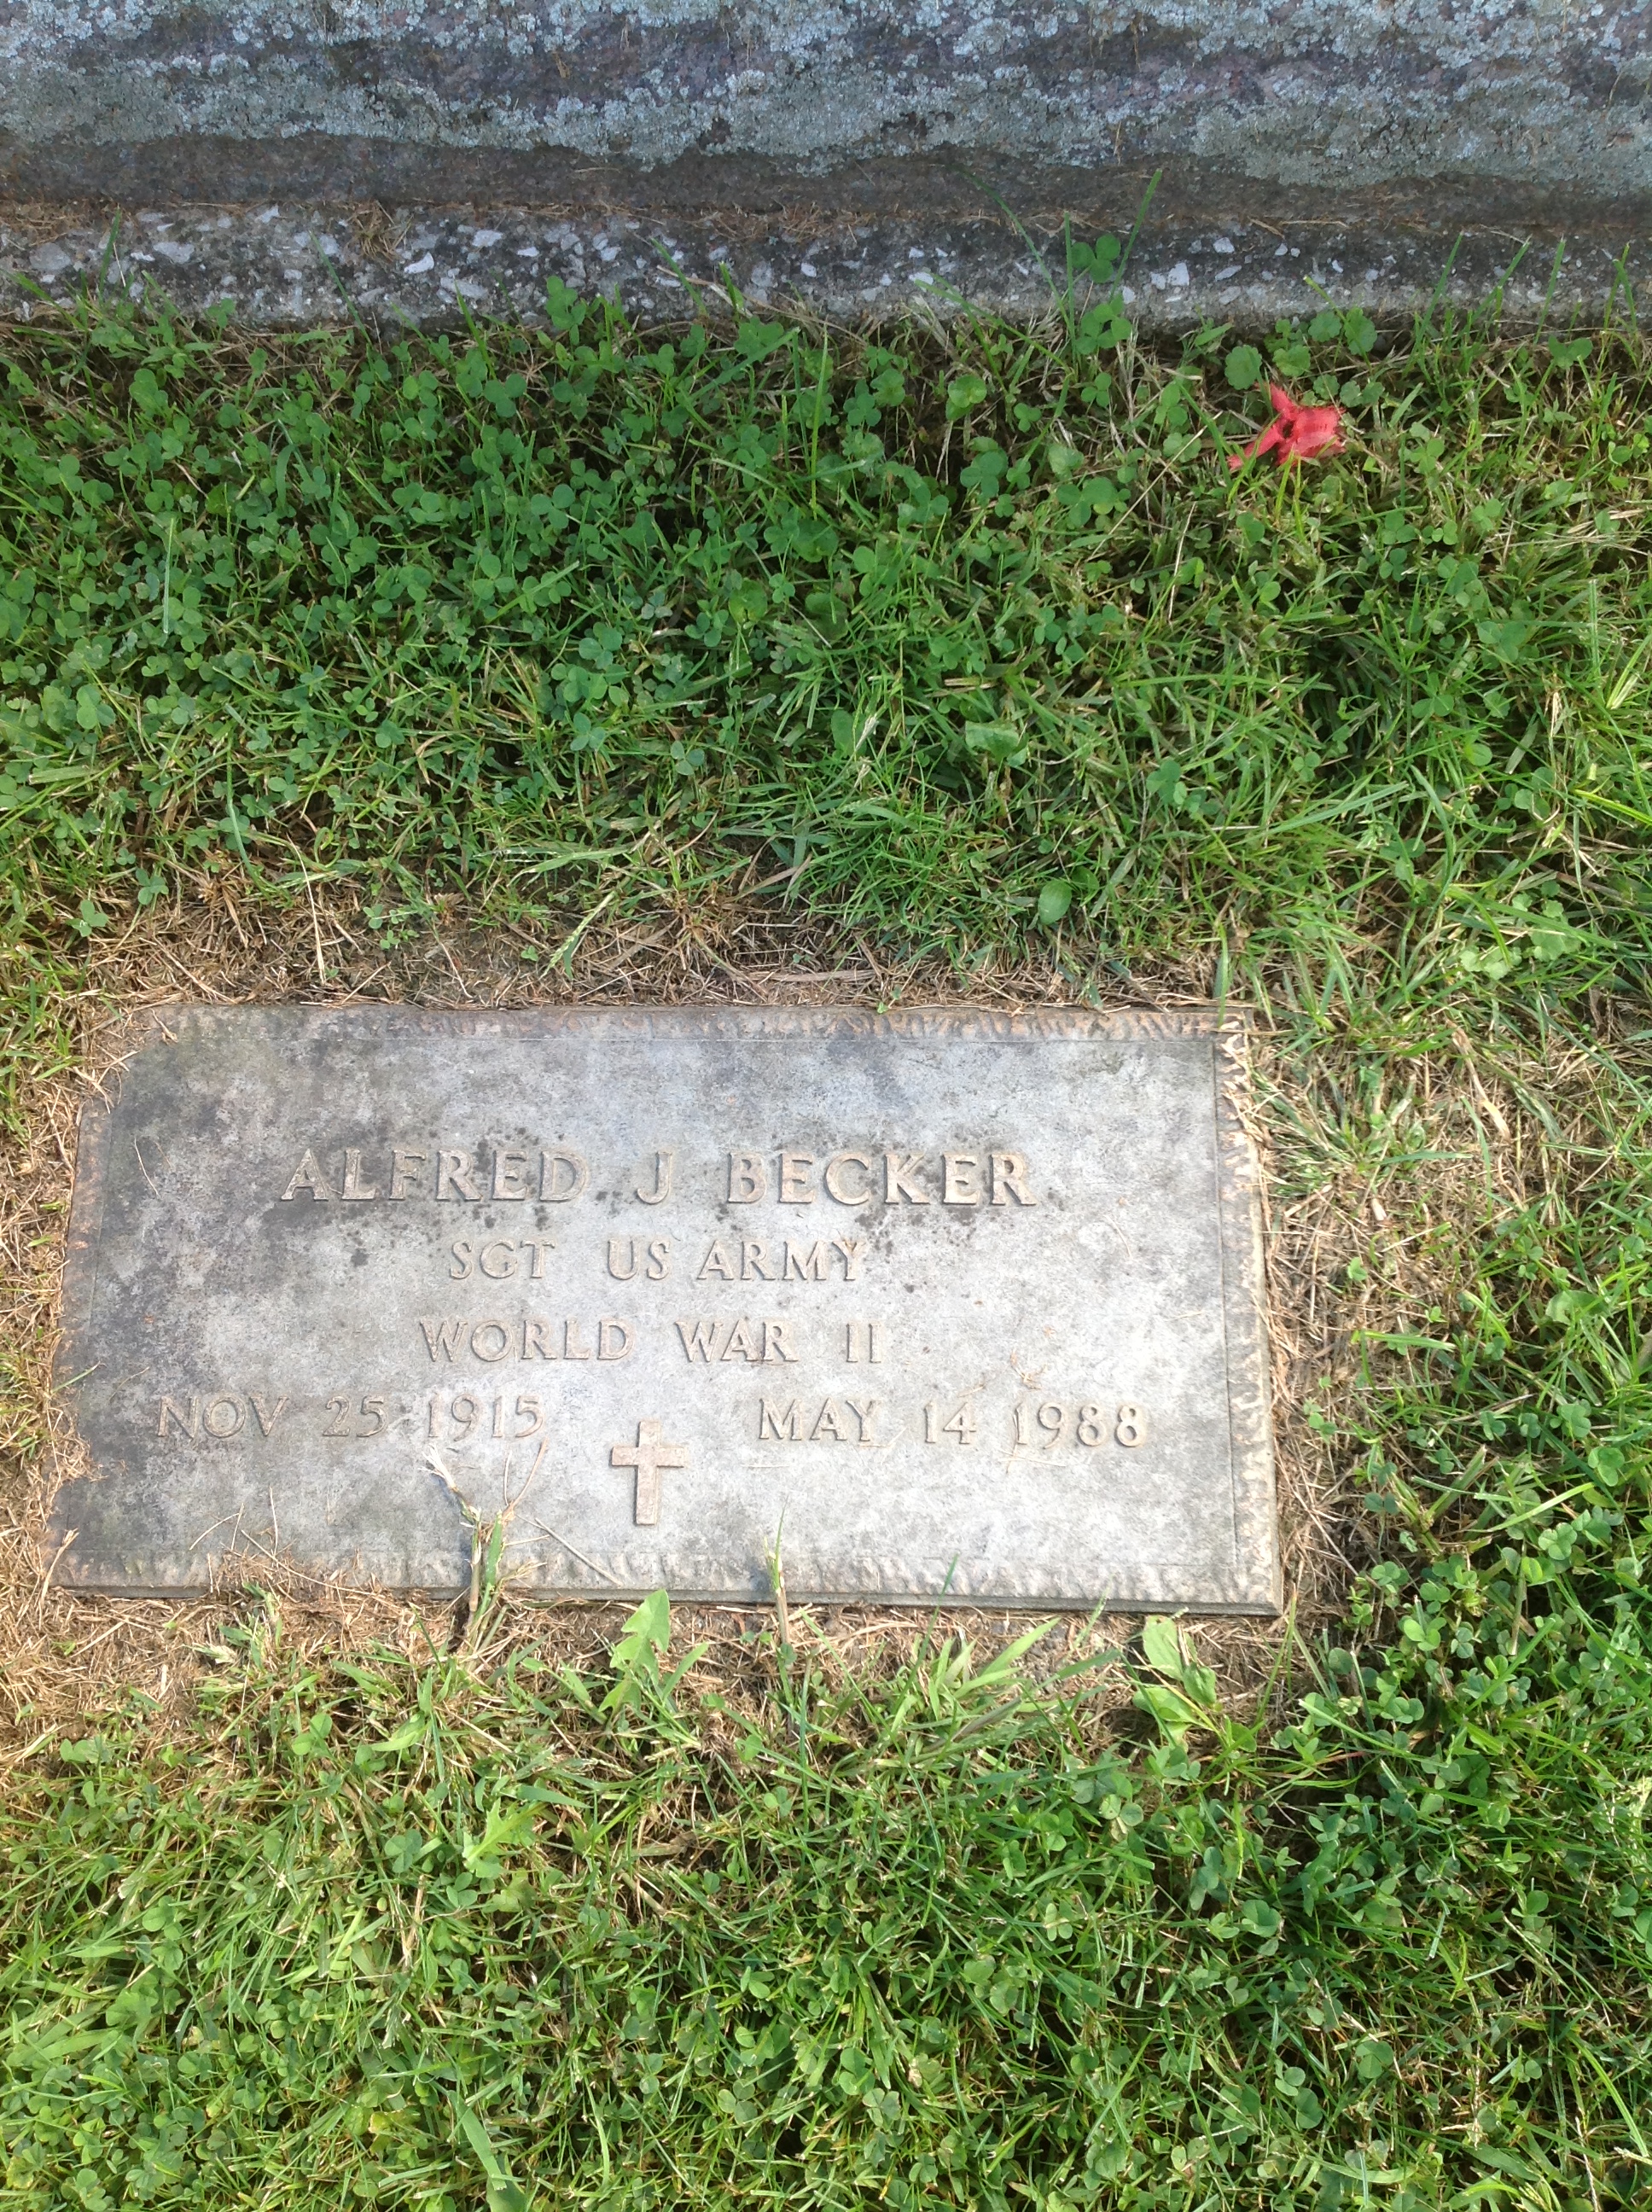 ALFRED J BECKER
SGT US ARMY
WORLD WAR II
NOV 25 1915 MAY 14 1988